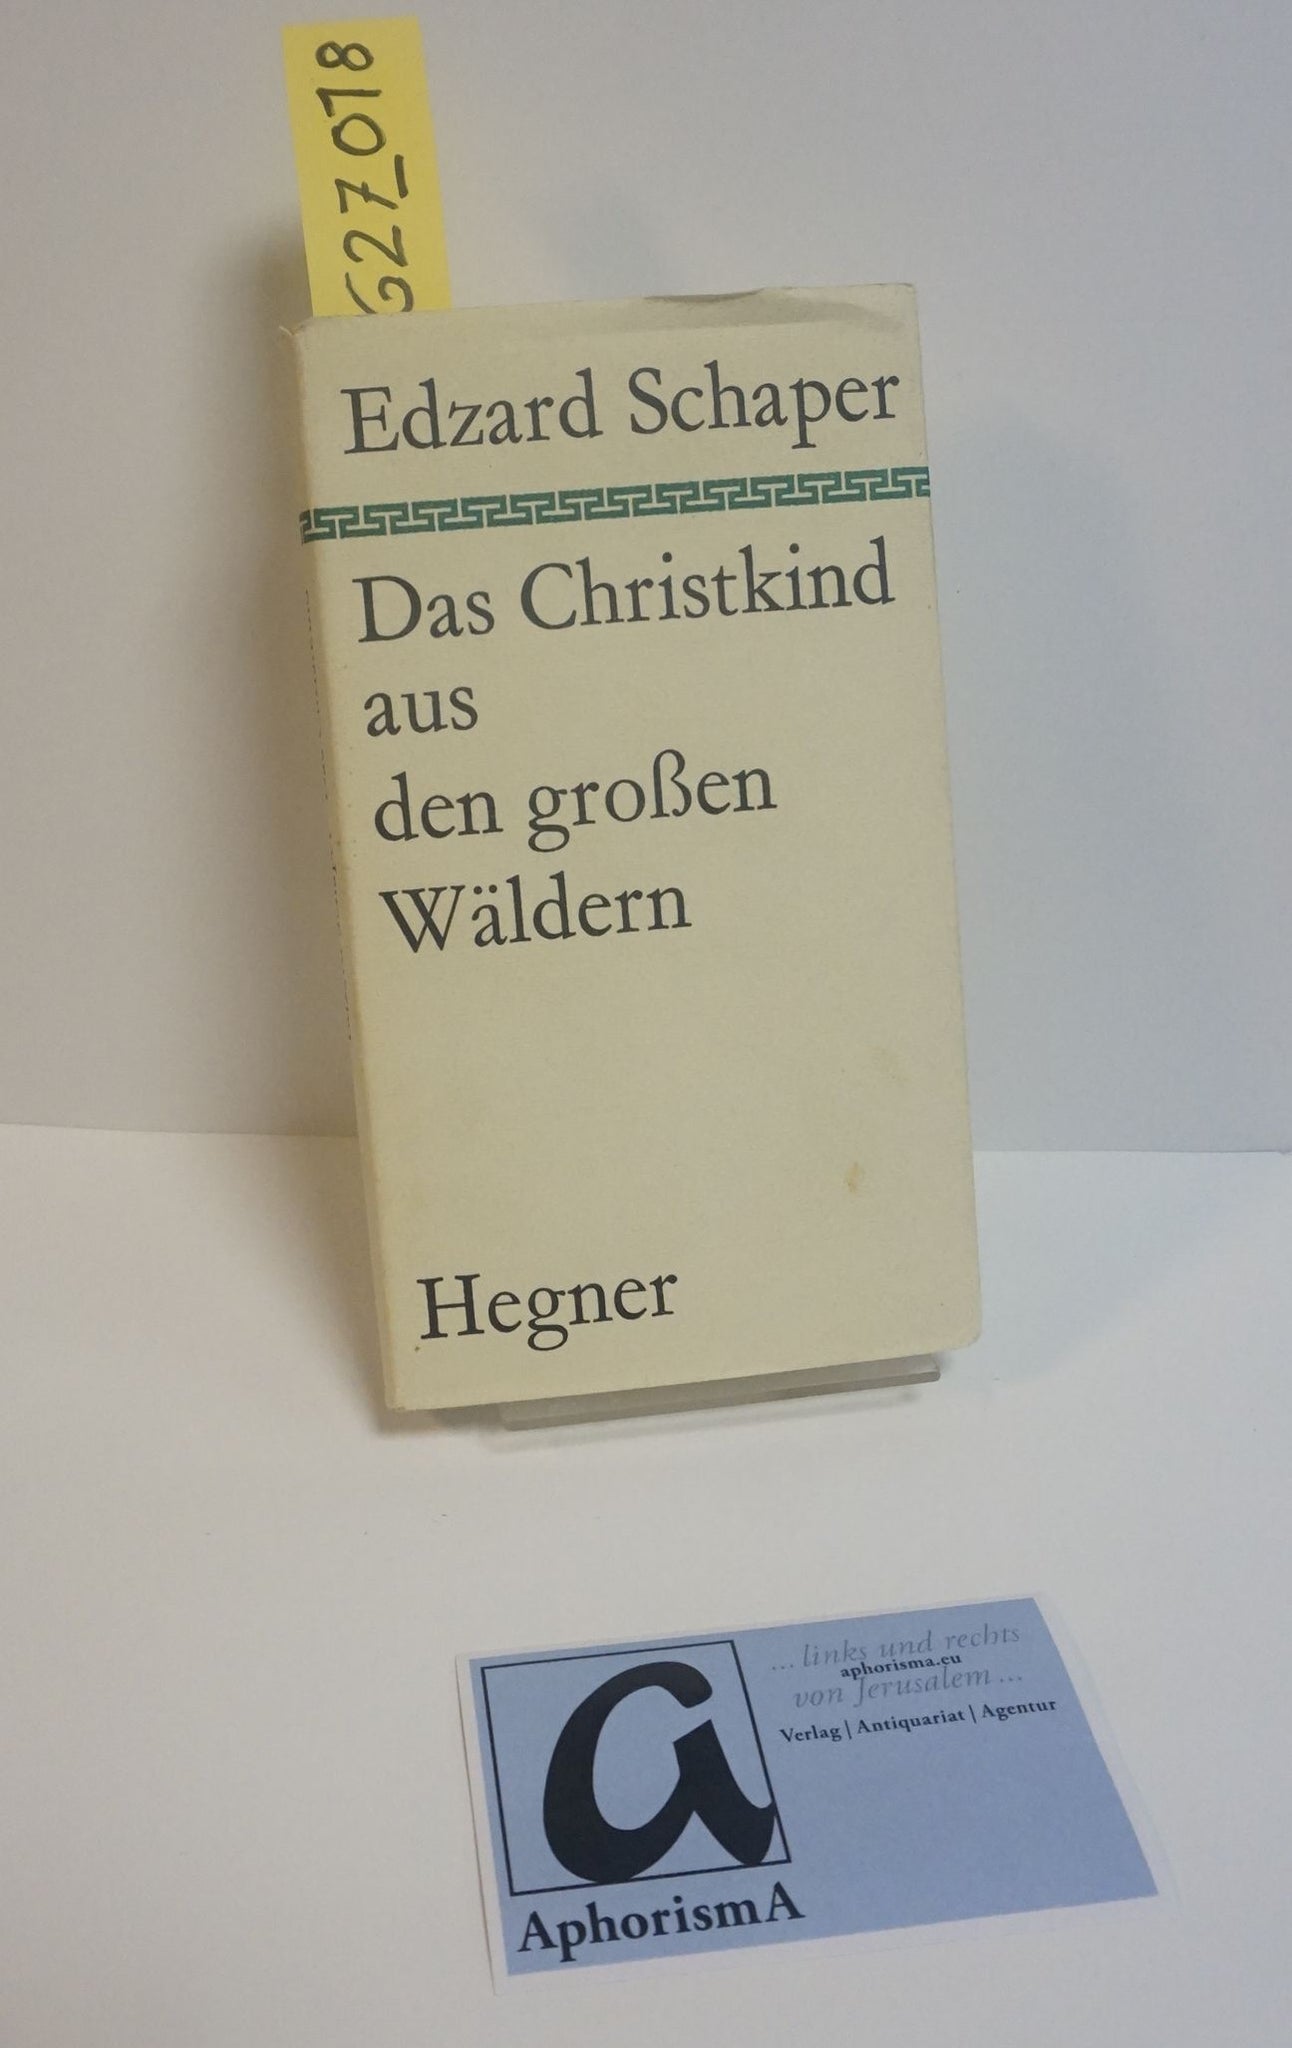 G27_018
Edzard Schaper
Das Christkind
aus
den großen
Wäldern
Hegner
... links und rechts
aphorisma.eu
von Jerusalem ...
Verlag | Antiquariat | Agentur
a
AphorismA